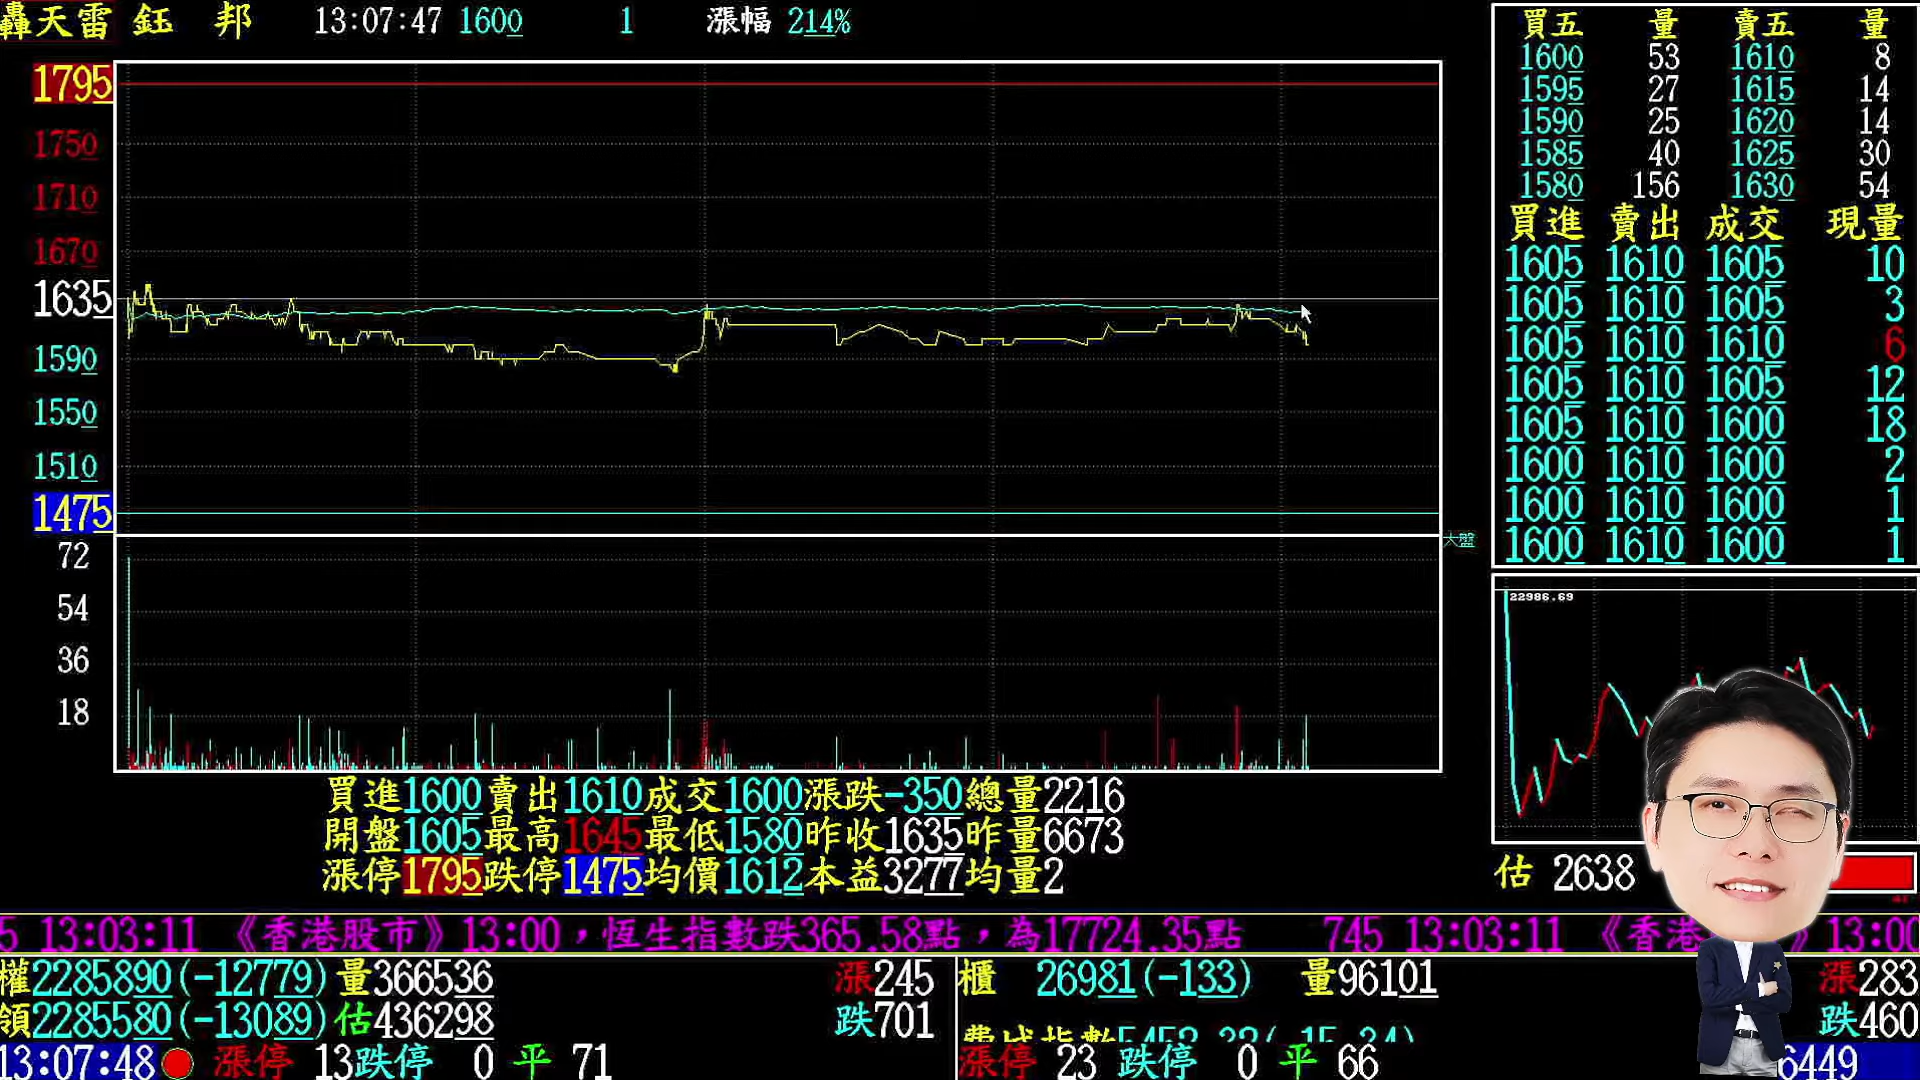 轟天雷 鈺 邦 13:07:47 1600 1 漲幅 214%
1795
1750
1710
1670
1635
1590
1550
1510
1475
72
54
36
18
大盤
買五 量 賣五 量
1600 53 1610 8
1595 27 1615 14
1590 25 1620 14
1585 40 1625 30
1580 156 1630 54
買進 賣出 成交 現量
1605 1610 1605 10
1605 1610 1605 3
1605 1610 1610 6
1605 1610 1605 12
1605 1610 1600 18
1600 1610 1600 2
1600 1610 1600 1
1600 1610 1600 1
22986.69
估 2638
買進1600賣出1610成交1600漲跌-350總量2216
開盤1605最高1645最低1580昨收1635昨量6673
漲停1795跌停1475均價1612本益3277均量2
5 13:03:11 《香港股市》13:00，恆生指數跌365.58點，為17724.35點 745 13:03:11 《香港 》13:00
權2285890(-12779)量366536 漲245
領2285580(-13089)估436298 跌701
13:07:48 漲停 13跌停 0 平 71
櫃 26981(-133) 量96101 漲283
跌460
漲停 23 跌停 0 平 66 6449